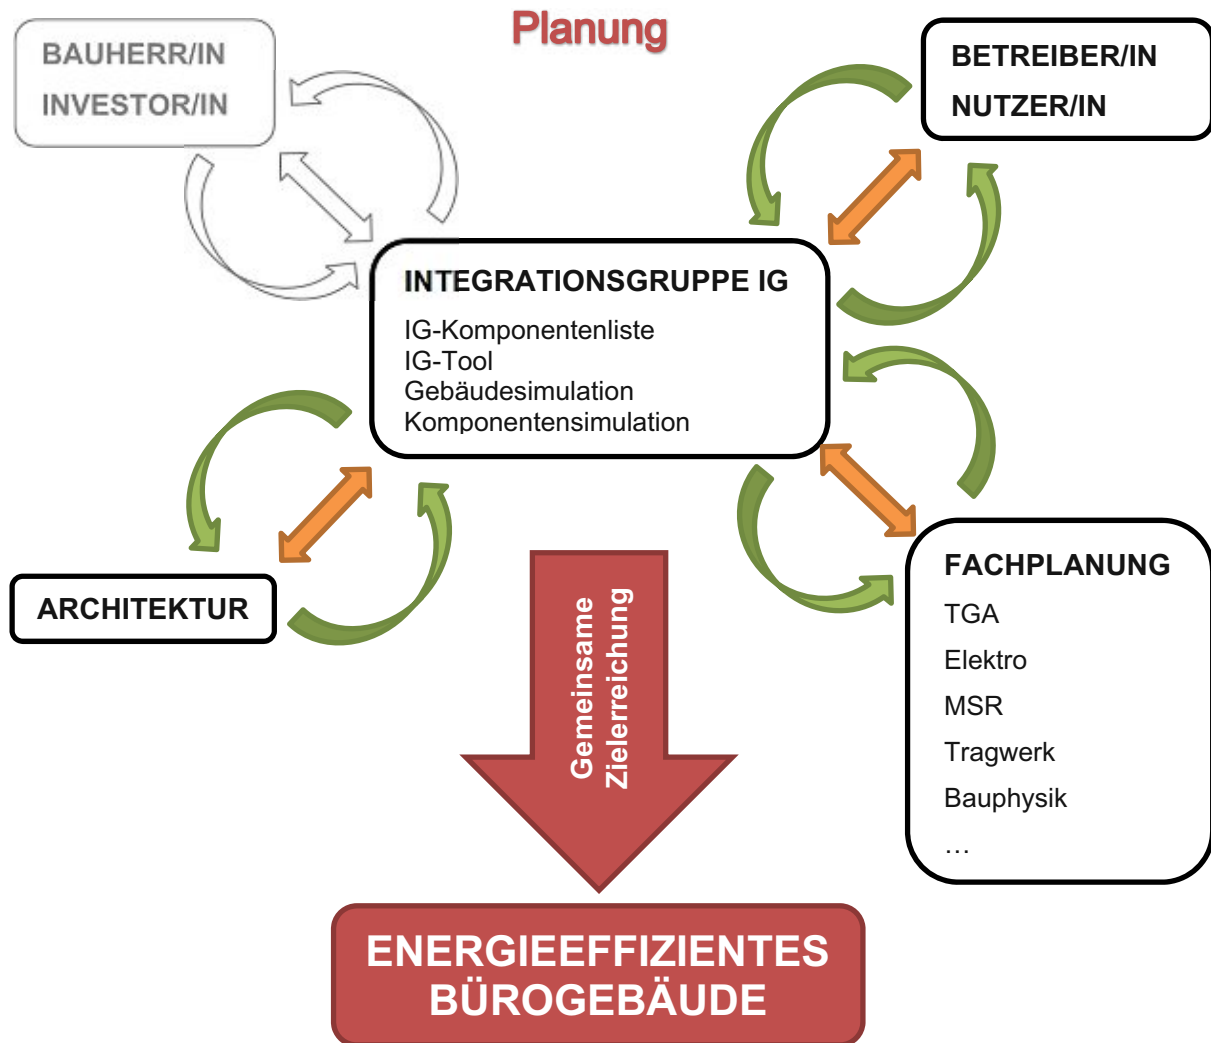 Planung
BAUHERR/IN
INVESTOR/IN
BETREIBER/IN
NUTZER/IN
INTEGRATIONSGRUPPE IG
IG-Komponentenliste
IG-Tool
Gebäudesimulation
Komponentensimulation
ARCHITEKTUR
FACHPLANUNG
TGA
Elektro
MSR
Tragwerk
Bauphysik
…
Gemeinsame
Zielerreichung
ENERGIEEFFIZIENTES
BÜROGEBÄUDE